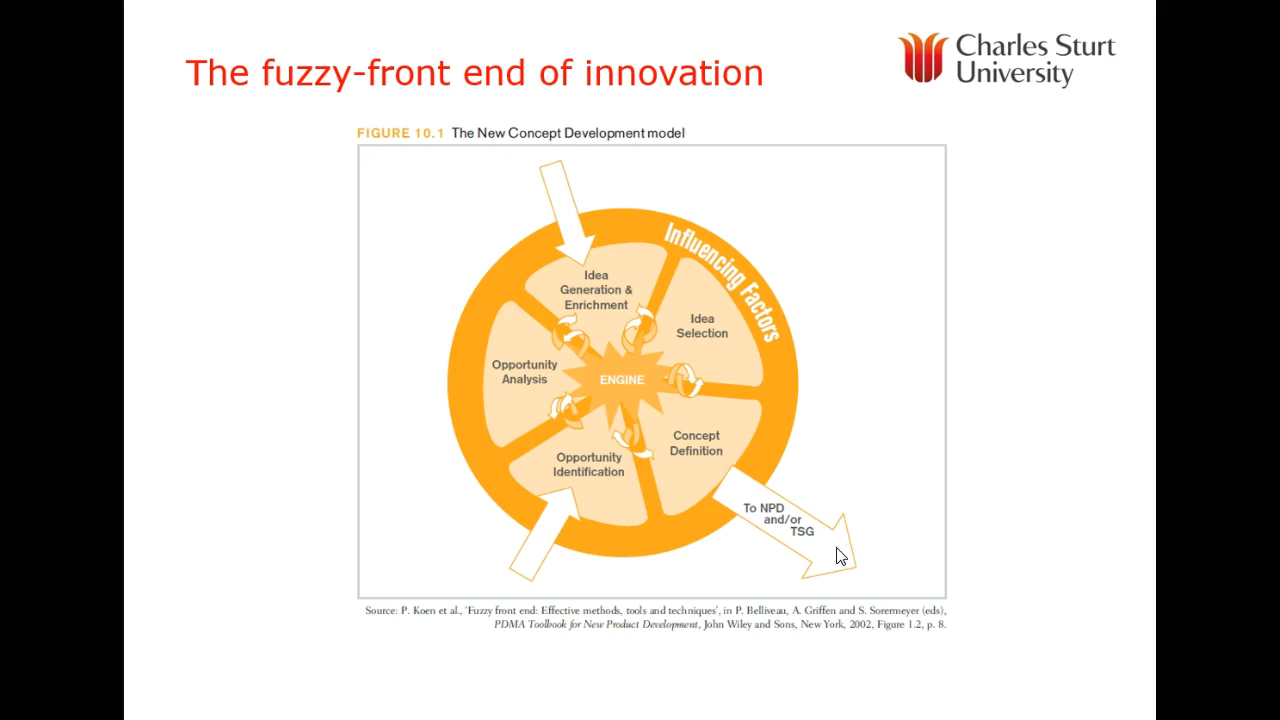 The fuzzy-front end of innovation
Charles Sturt
University
FIGURE 10.1 The New Concept Development model
Influencing Factors
Idea
Generation &
Enrichment
Idea
Selection
Opportunity
Analysis
ENGINE
Concept
Definition
Opportunity
Identification
To NPD
and/or
TSG
Source: P. Koen et al., 'Fuzzy front end: Effective methods, tools and techniques', in P. Belliveau, A. Griffen and S. Sorermeyer (eds),
PDMA Toolbook for New Product Development, John Wiley and Sons, New York, 2002, Figure 1.2, p. 8.